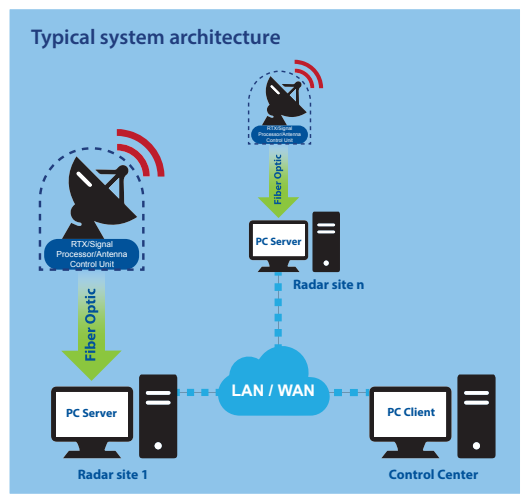 Typical system architecture
RTX/Signal
Processor/Antenna
Control Unit
Fiber Optic
PC Server
Radar site n
RTX/Signal
Processor/Antenna
Control Unit
Fiber Optic
PC Server
Radar site 1
LAN / WAN
PC Client
Control Center